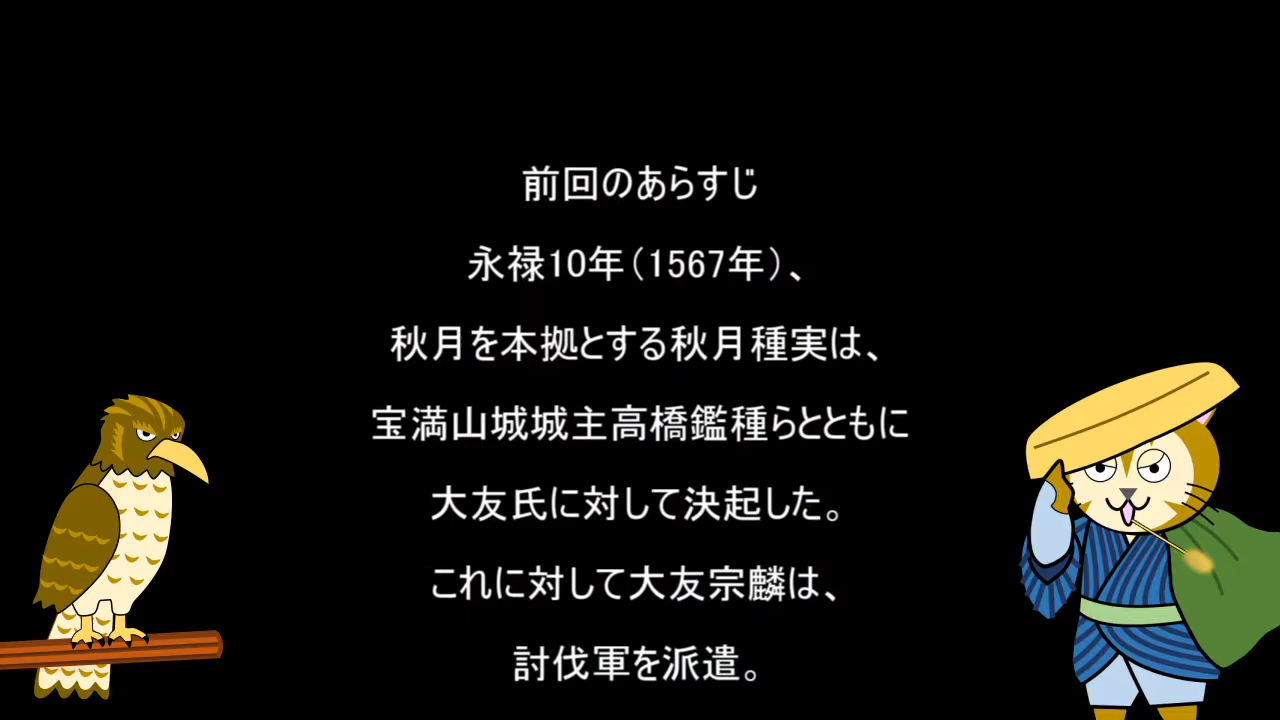 前回のあらすじ
永禄10年（1567年）、
秋月を本拠とする秋月種実は、
宝満山城城主高橋鑑種らとともに
大友氏に対して決起した。
これに対して大友宗麟は、
討伐軍を派遣。